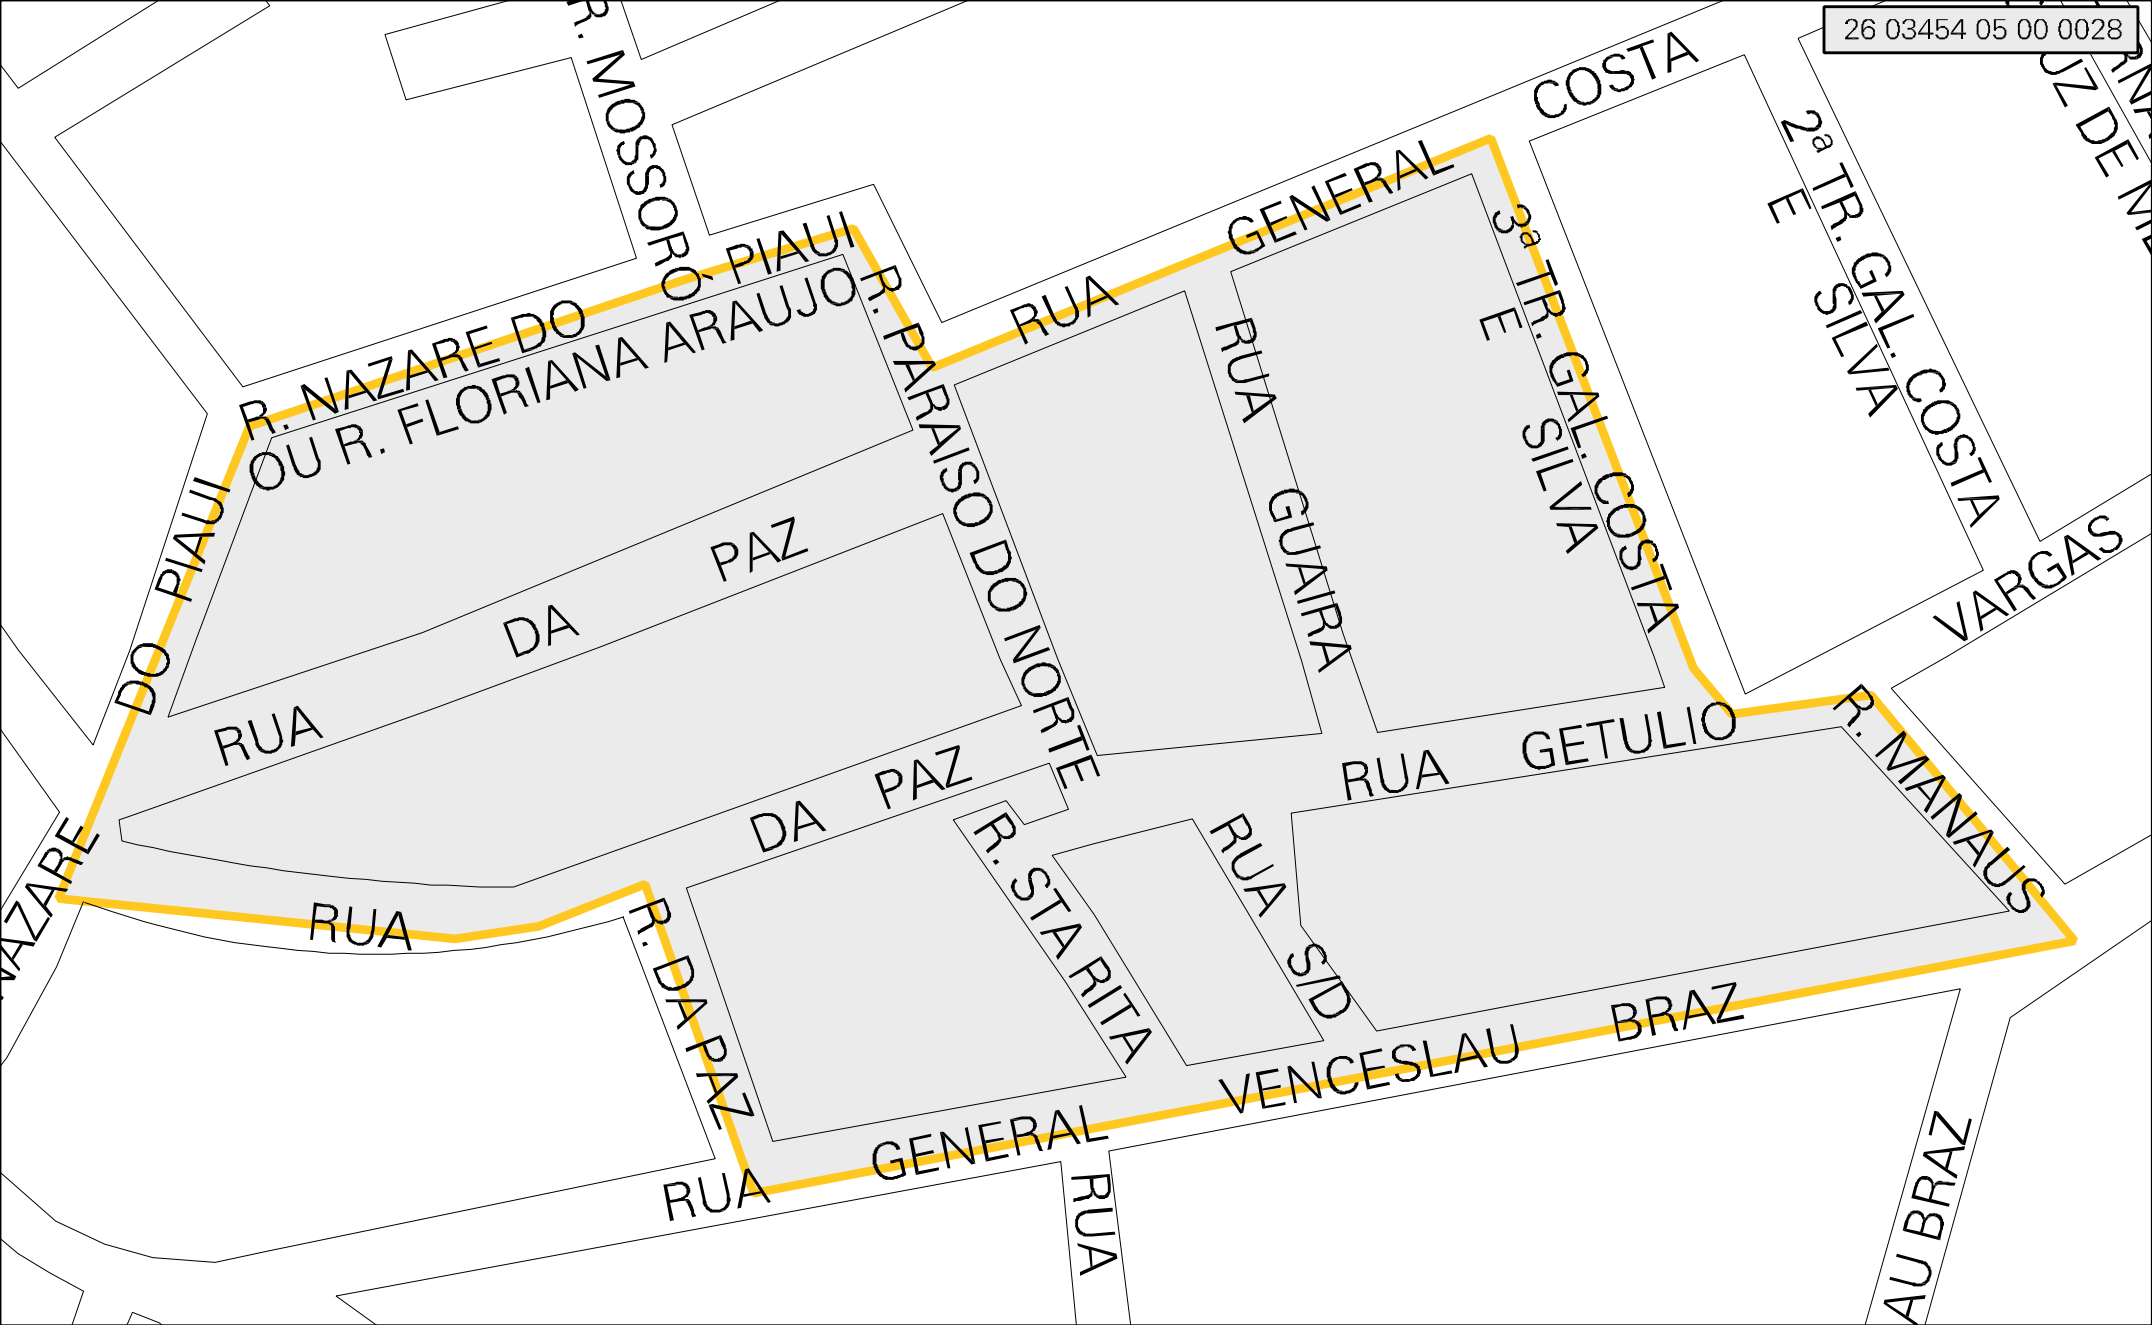 26 03454 05 00 0028
R. MOSSORÓ
COSTA
RUA GENERAL
2ª TR. GAL. COSTA
E SILVA
UZ DE
3ª TR. GAL. COSTA
E SILVA
R. NAZARE DO PIAUI
OU R. FLORIANA ARAUJO
R. PARAISO DO NORTE
RUA GUAIRA
DO PIAUI
NAZARE
RUA DA PAZ
VARGAS
RUA GETULIO
R. MANAUS
RUA DA PAZ
R. STA RITA
RUA S/D
R. DA PAZ
RUA GENERAL VENCESLAU BRAZ
RUA
AU BRAZ